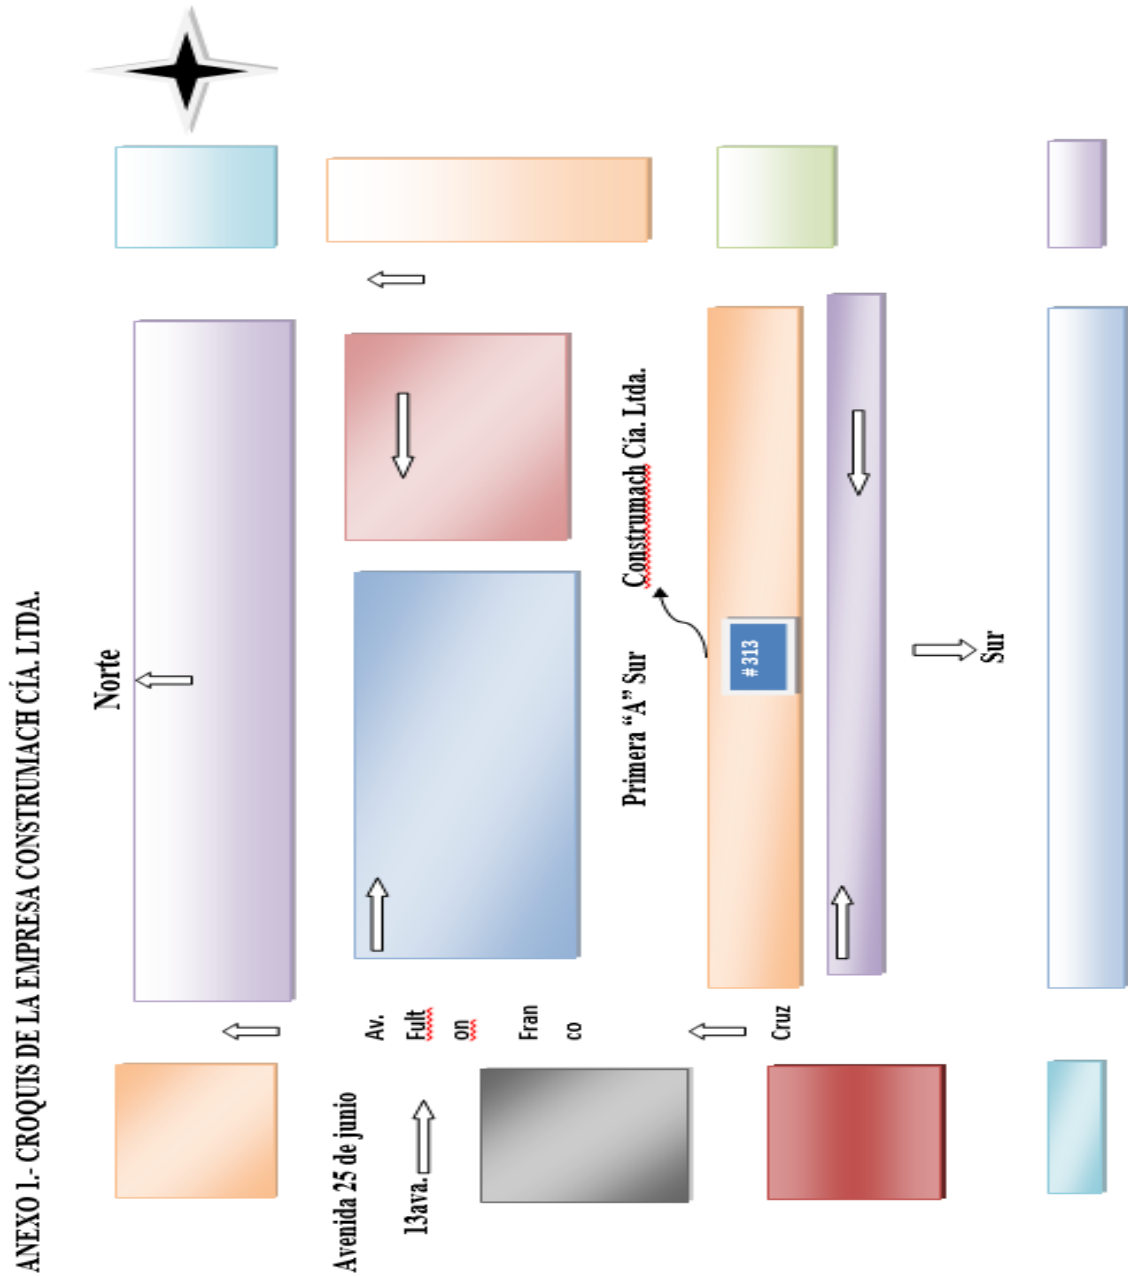 ANEXO 1.- CROQUIS DE LA EMPRESA CONSTRUMACH CÍA. LTDA.
Norte
Avenida 25 de junio
13ava.
Av.
Fult
on
Fran
co
Cruz
Primera “A” Sur
Construmach Cía. Ltda.
# 313
Sur